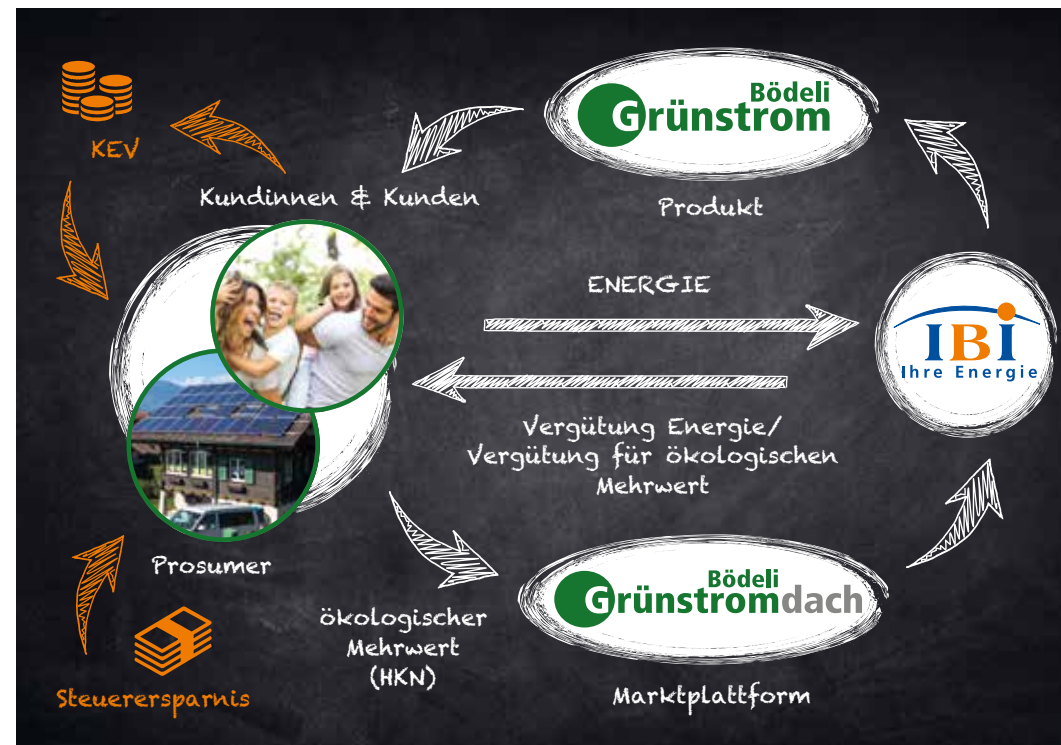 Bödeli
Grünstrom
KEV
Kundinnen & Kunden
Produkt
ENERGIE
IBI
Ihre Energie
Vergütung Energie/
Vergütung für ökologischen
Mehrwert
Prosumer
Bödeli
Grünstromdach
ökologischer
Mehrwert
(HKN)
Steuerersparnis
Marktplattform